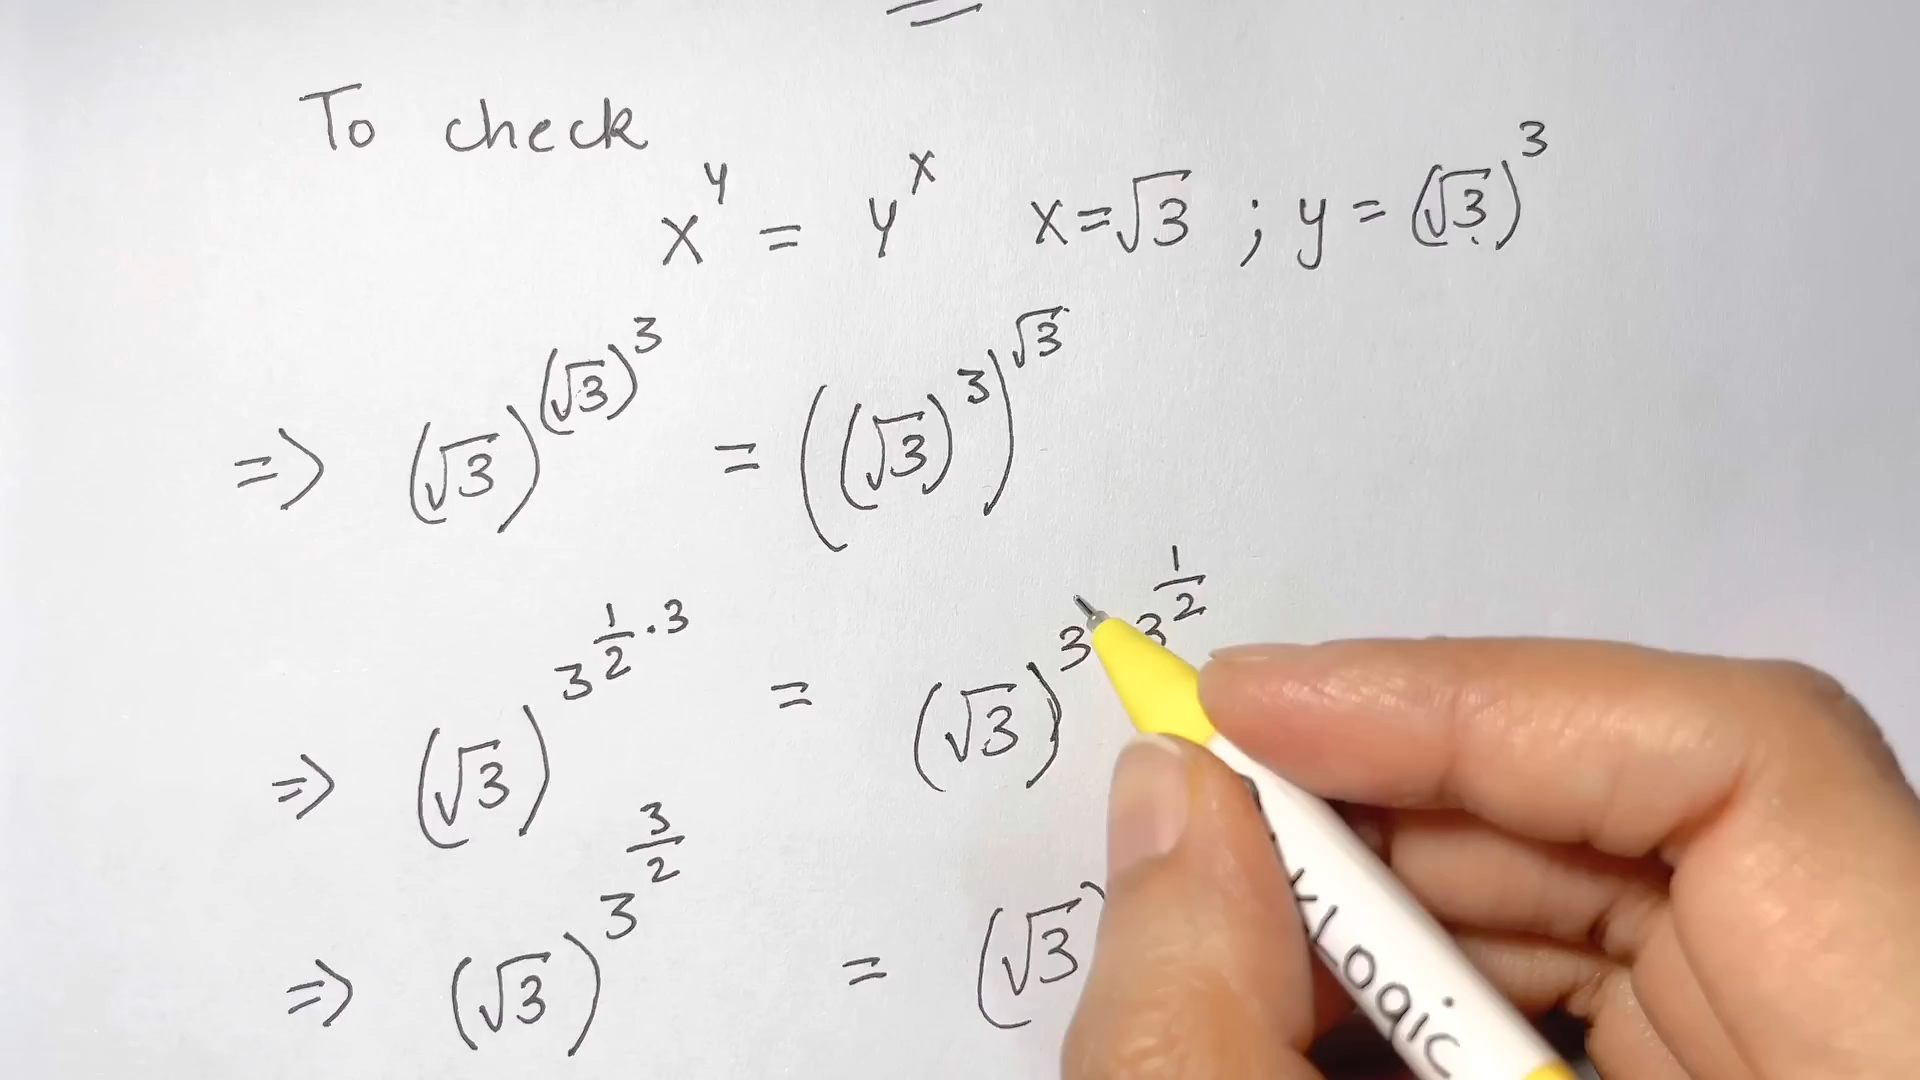 To check
x^y = y^x x=√3 ; y = (√3)^3
=> (√3)^(√3)^3 = ((√3)^3)^√3
=> (√3)^3^(1/2 · 3) = (√3)^3 3^(1/2)
=> (√3)^3^(3/2) = (√3)
Logic